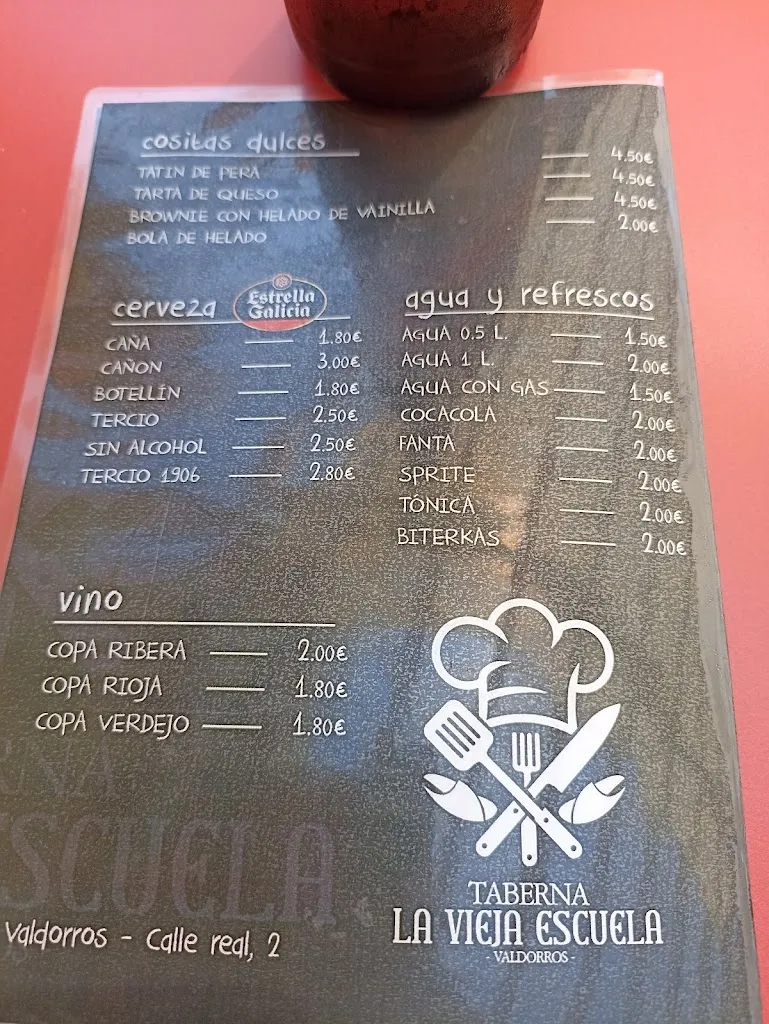 cositas dulces
TATIN DE PERA 4.50€
TARTA DE QUESO 4.50€
BROWNIE CON HELADO DE VAINILLA 4.50€
BOLA DE HELADO 2.00€
cerveza Estrella Galicia
CAÑA 1.80€
CAÑON 3.00€
BOTELLÍN 1.80€
TERCIO 2.50€
SIN ALCOHOL 2.50€
TERCIO 1906 2.80€
agua y refrescos
AGUA 0.5 L. 1.50€
AGUA 1 L. 2.00€
AGUA CON GAS 1.50€
COCACOLA 2.00€
FANTA 2.00€
SPRITE 2.00€
TÓNICA 2.00€
BITERKAS 2.00€
vino
COPA RIBERA 2.00€
COPA RIOJA 1.80€
COPA VERDEJO 1.80€
ESCUELA
Valdorros - Calle real, 2
TABERNA
LA VIEJA ESCUELA
- VALDORROS -